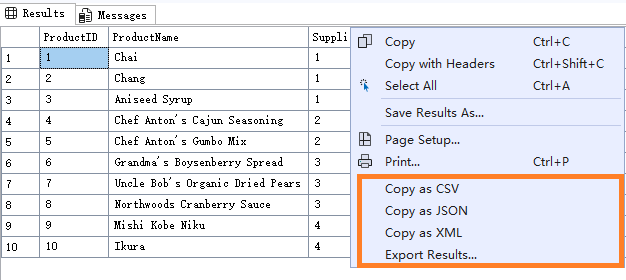 Results Messages
ProductID ProductName Suppli
1 1 Chai 1
2 2 Chang 1
3 3 Aniseed Syrup 1
4 4 Chef Anton's Cajun Seasoning 2
5 5 Chef Anton's Gumbo Mix 2
6 6 Grandma's Boysenberry Spread 3
7 7 Uncle Bob's Organic Dried Pears 3
8 8 Northwoods Cranberry Sauce 3
9 9 Mishi Kobe Niku 4
10 10 Ikura 4
Copy Ctrl+C
Copy with Headers Ctrl+Shift+C
Select All Ctrl+A
Save Results As...
Page Setup...
Print... Ctrl+P
Copy as CSV
Copy as JSON
Copy as XML
Export Results...